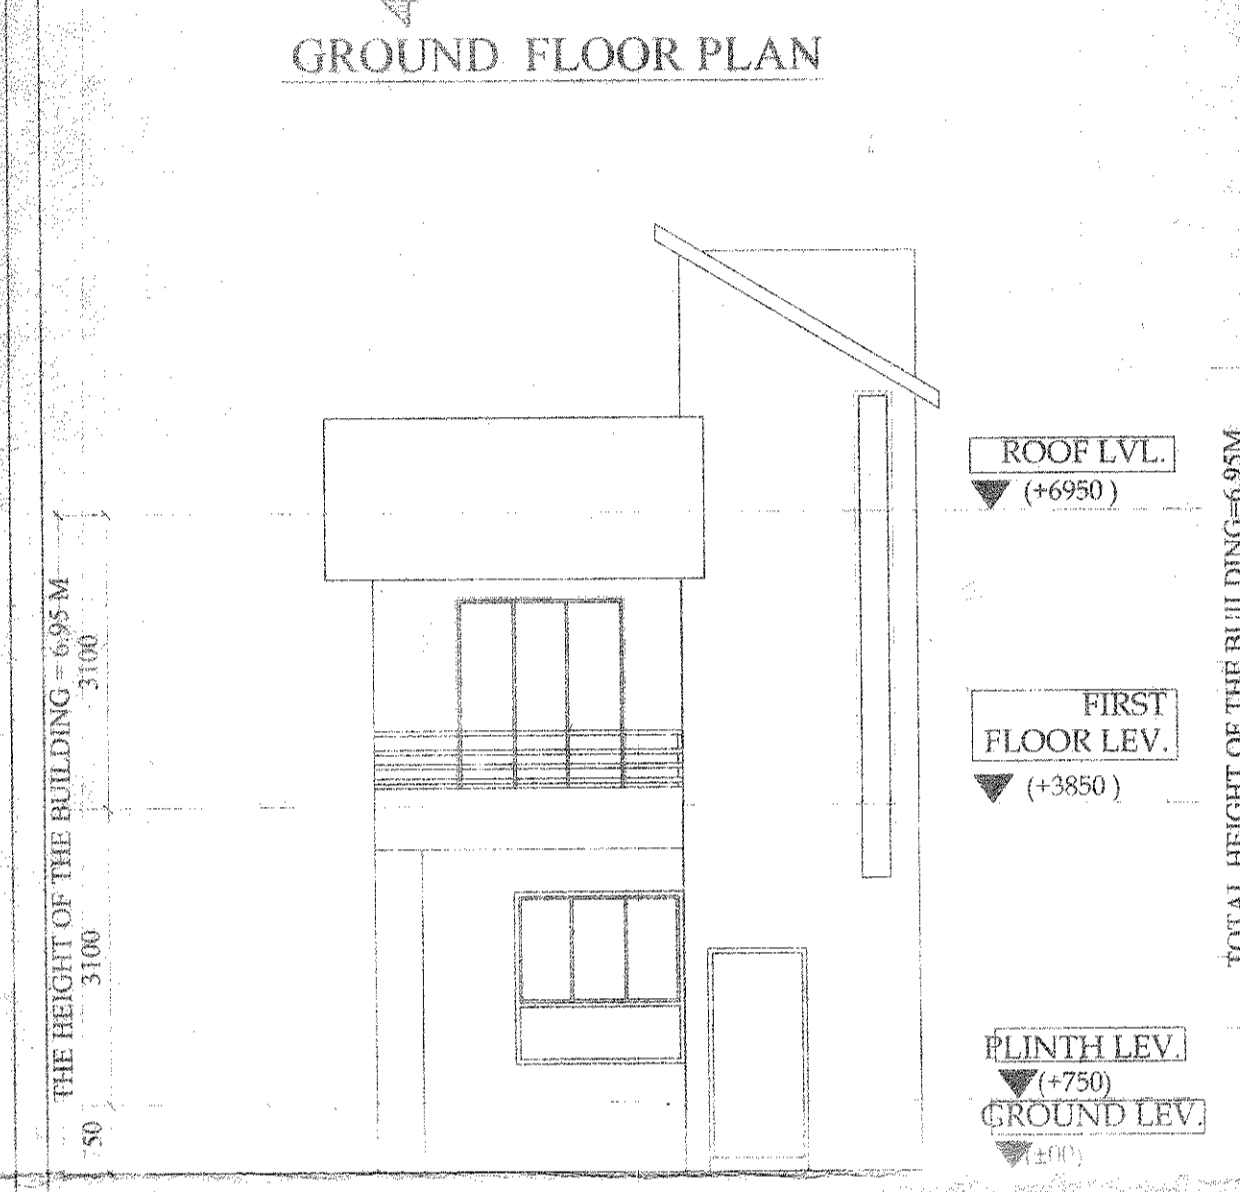 GROUND FLOOR PLAN
ROOF LVL.
(+6950 )
FIRST
FLOOR LEV.
(+3850 )
PLINTH LEV.
(+750)
GROUND LEV.
(±00)
THE HEIGHT OF THE BUILDING = 6.95 M
3100
3100
50
TOTAL HEIGHT OF THE BUILDING=6.95M